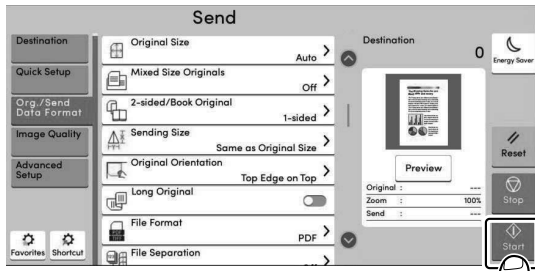 Send
Destination
Quick Setup
Org./Send
Data Format
Image Quality
Advanced
Setup
Favorites
Shortcut
Original Size
Auto
Mixed Size Originals
Off
2-sided/Book Original
1-sided
Sending Size
Same as Original Size
Original Orientation
Top Edge on Top
Long Original
File Format
PDF
File Separation
Destination
0
Preview
Original : ---
Zoom : 100%
Send : ---
Energy Saver
Reset
Stop
Start